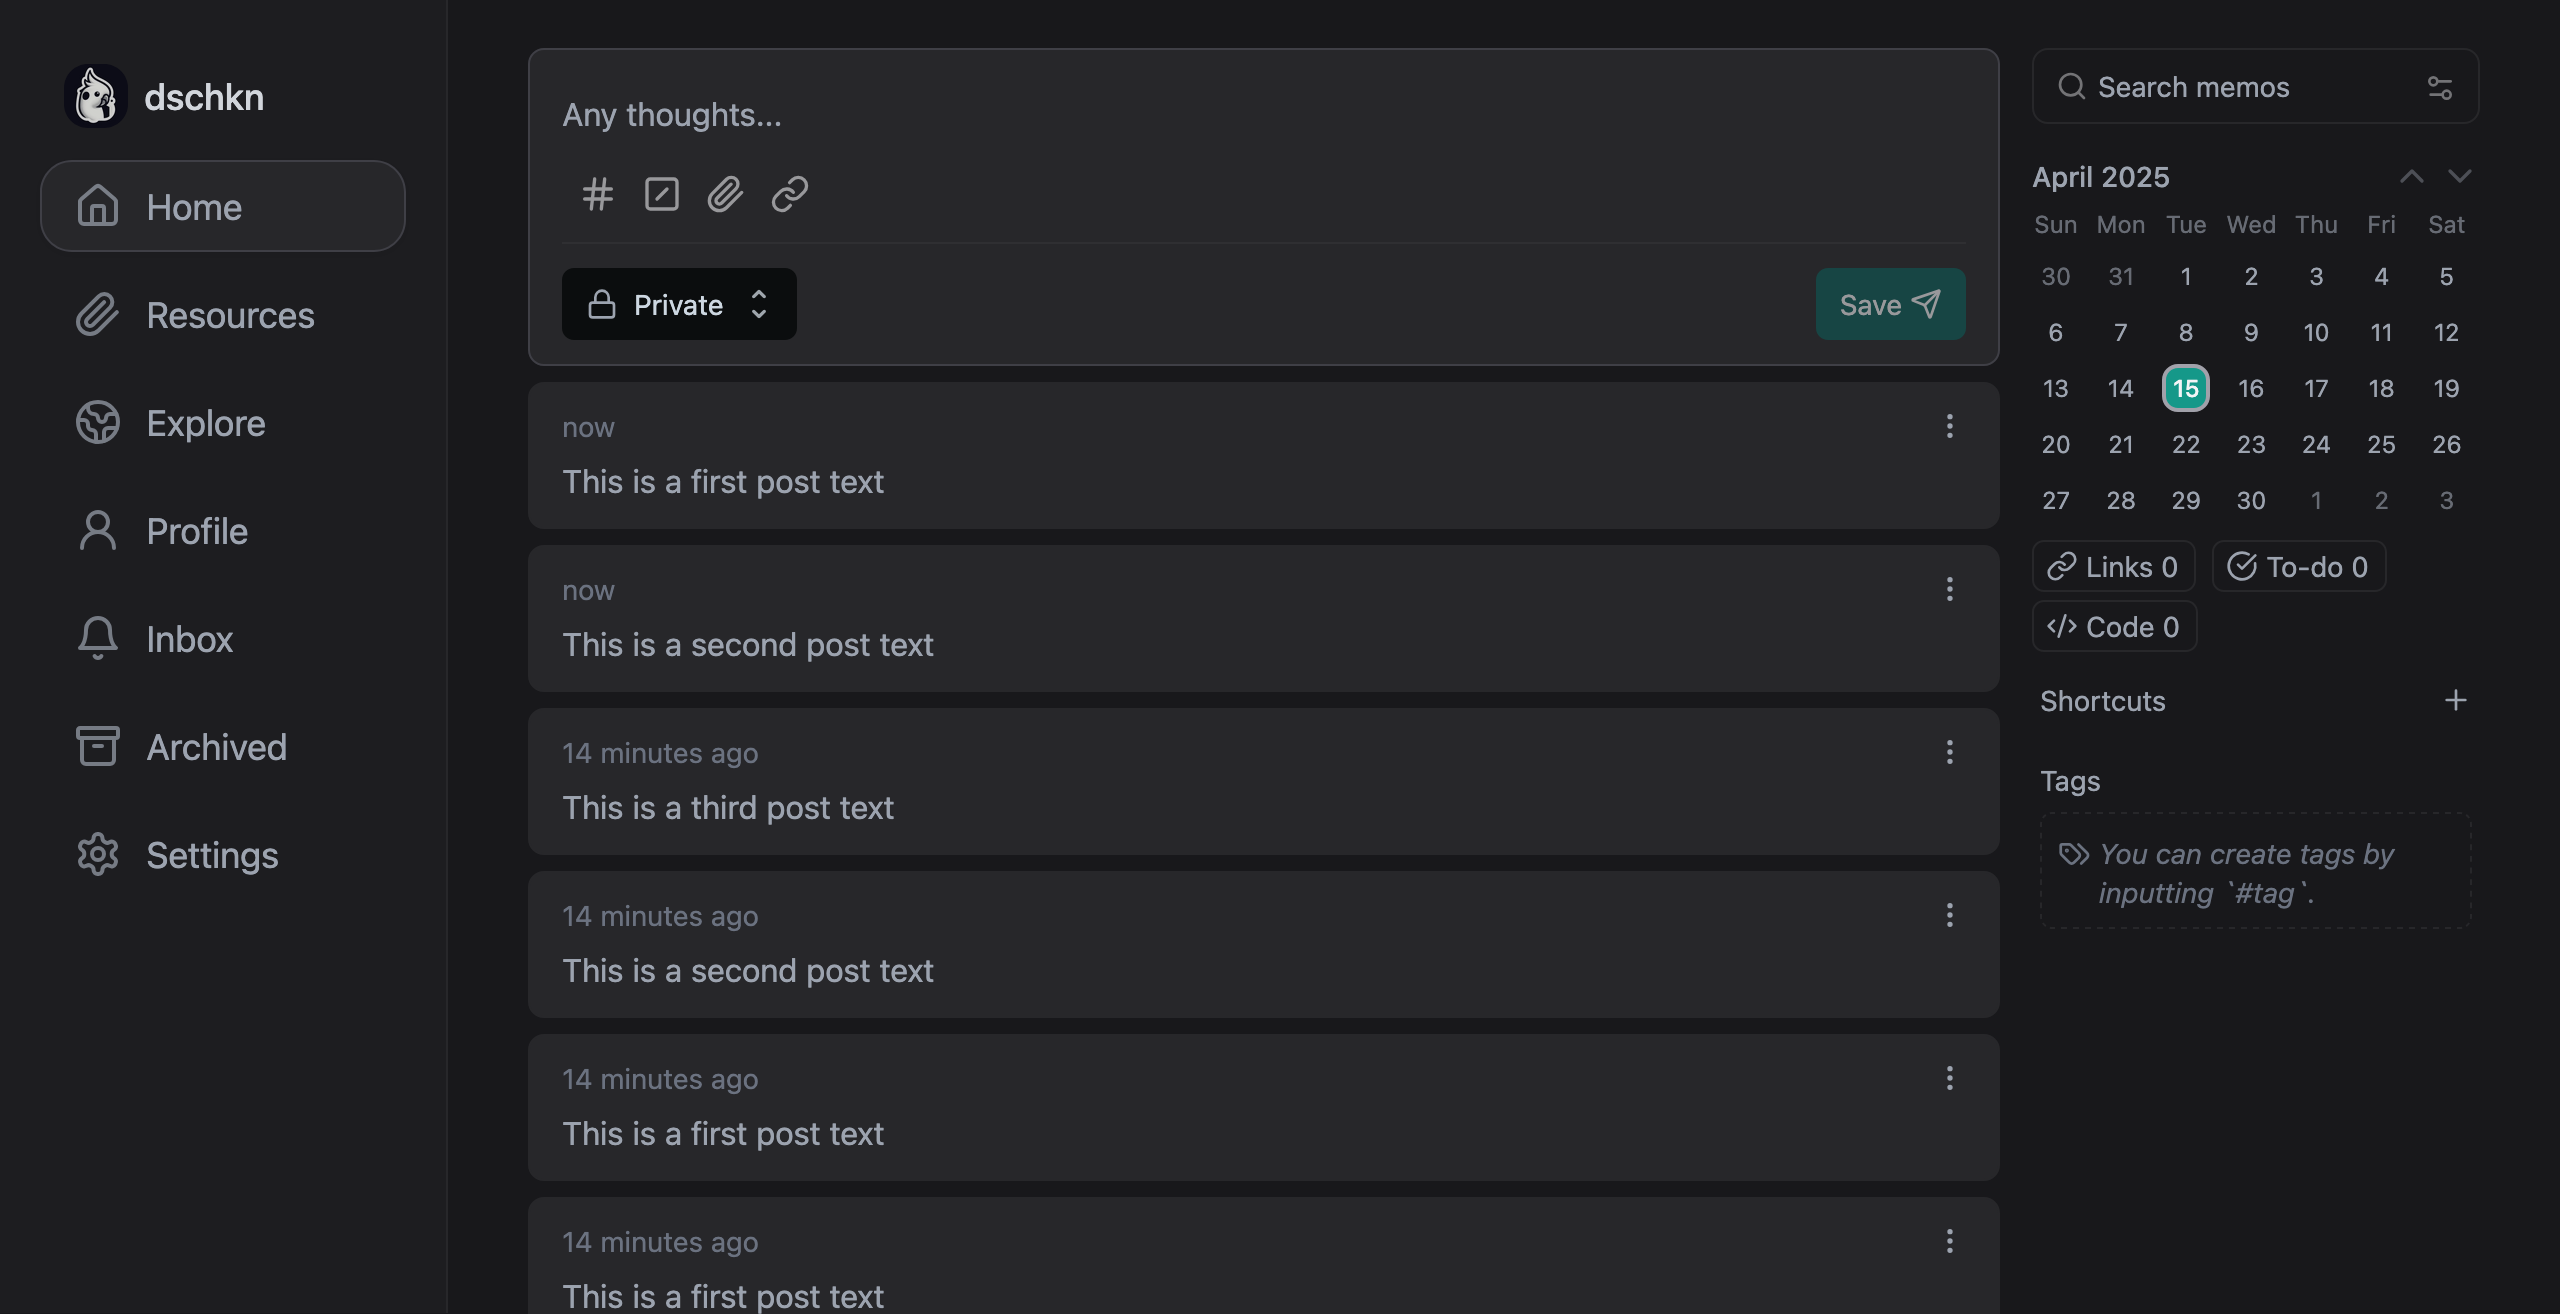 dschkn
Home
Resources
Explore
Profile
Inbox
Archived
Settings
Any thoughts...
Private
Save
now
This is a first post text
now
This is a second post text
14 minutes ago
This is a third post text
14 minutes ago
This is a second post text
14 minutes ago
This is a first post text
14 minutes ago
This is a first post text
Search memos
April 2025
Sun Mon Tue Wed Thu Fri Sat
30 31 1 2 3 4 5
6 7 8 9 10 11 12
13 14 15 16 17 18 19
20 21 22 23 24 25 26
27 28 29 30 1 2 3
Links 0 To-do 0
Code 0
Shortcuts
Tags
You can create tags by
inputting `#tag`.